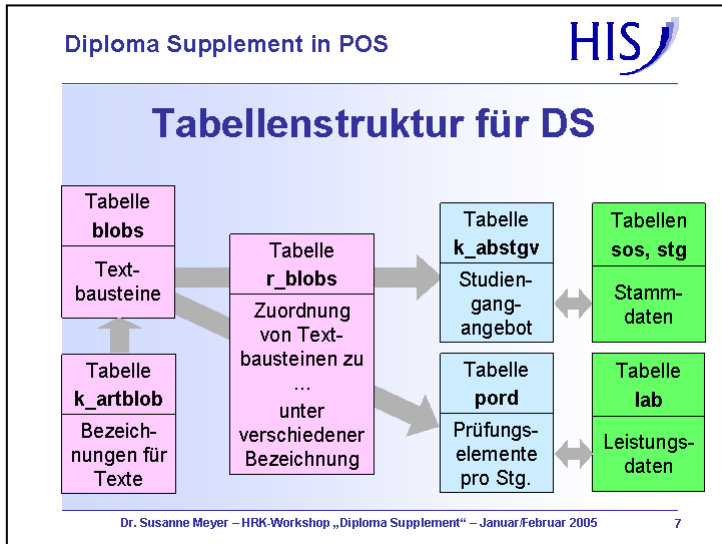 Diploma Supplement in POS
HIS
Tabellenstruktur für DS
Tabelle
blobs
Text-
bausteine
Tabelle
k_artblob
Bezeich-
nungen für
Texte
Tabelle
r_blobs
Zuordnung
von Text-
bausteinen zu
...
unter
verschiedener
Bezeichnung
Tabelle
k_abstgv
Studien-
gang-
angebot
Tabelle
pord
Prüfungs-
elemente
pro Stg.
Tabellen
sos, stg
Stamm-
daten
Tabelle
lab
Leistungs-
daten
Dr. Susanne Meyer – HRK-Workshop „Diploma Supplement“ – Januar/Februar 2005 7